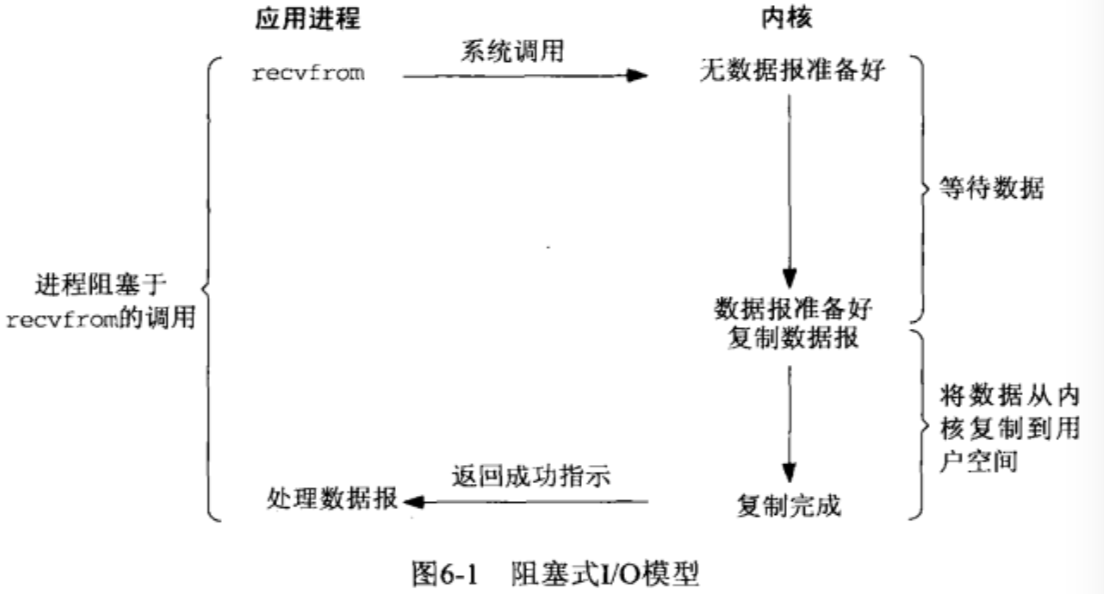 应用进程
内核
系统调用
recvfrom
无数据报准备好
等待数据
进程阻塞于
recvfrom的调用
数据报准备好
复制数据报
将数据从内
核复制到用
户空间
返回成功指示
处理数据报
复制完成
图6-1 阻塞式I/O模型